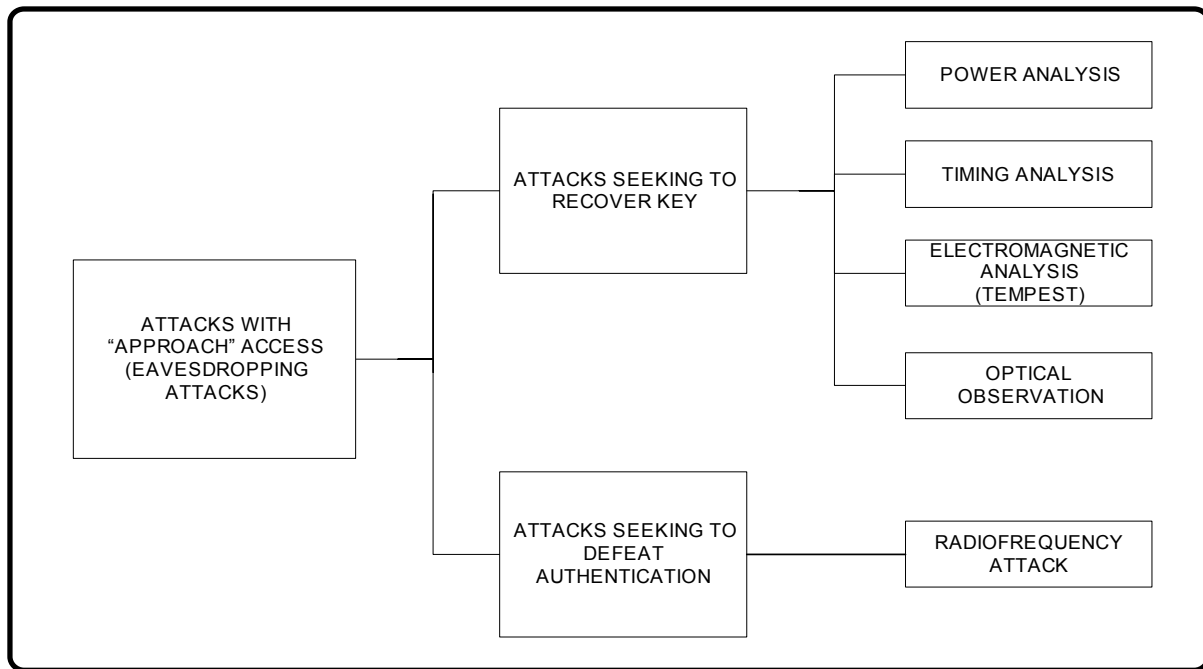 ATTACKS WITH
“APPROACH” ACCESS
(EAVESDROPPING
ATTACKS)
ATTACKS SEEKING TO
RECOVER KEY
POWER ANALYSIS
TIMING ANALYSIS
ELECTROMAGNETIC
ANALYSIS
(TEMPEST)
OPTICAL
OBSERVATION
ATTACKS SEEKING TO
DEFEAT
AUTHENTICATION
RADIOFREQUENCY
ATTACK